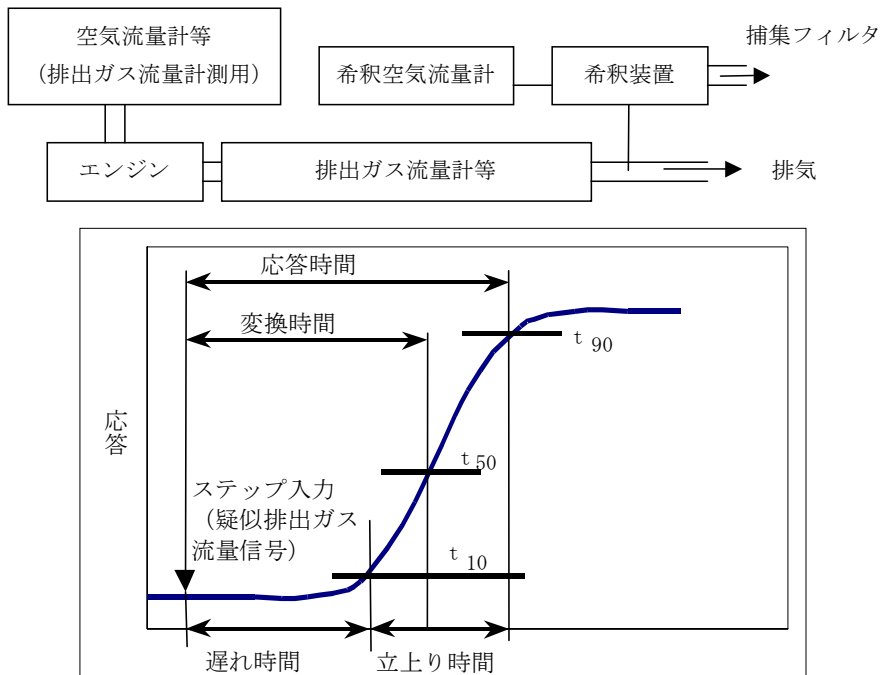 空気流量計等
（排出ガス流量計測用）
希釈空気流量計
希釈装置
捕集フィルタ
エンジン
排出ガス流量計等
排気
応答時間
変換時間
t 90
応答
t 50
ステップ入力
（疑似排出ガス
流量信号）
t 10
遅れ時間
立上り時間